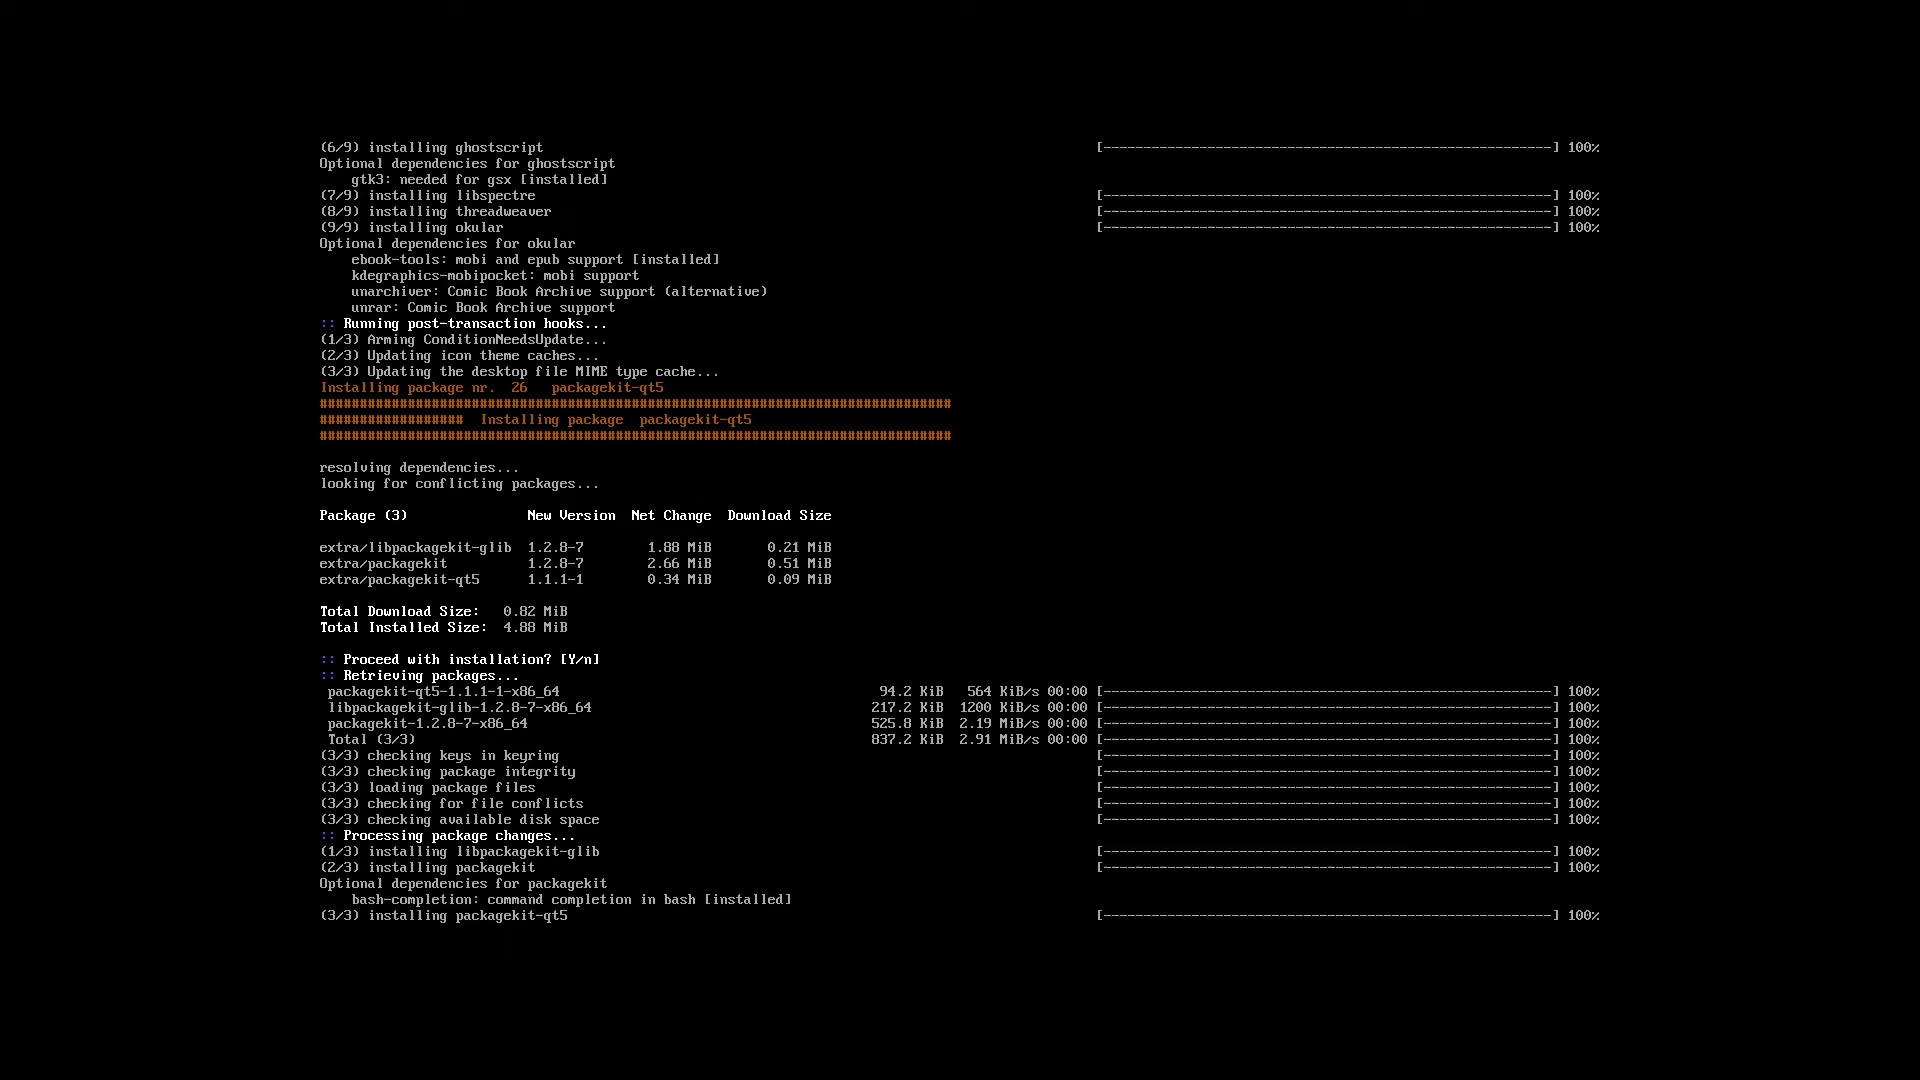 (6/9) installing ghostscript [----------------------------------------------------------] 100%
Optional dependencies for ghostscript
gtk3: needed for gsx [installed]
(7/9) installing libspectre [----------------------------------------------------------] 100%
(8/9) installing threadweaver [----------------------------------------------------------] 100%
(9/9) installing okular [----------------------------------------------------------] 100%
Optional dependencies for okular
ebook-tools: mobi and epub support [installed]
kdegraphics-mobipocket: mobi support
unarchiver: Comic Book Archive support (alternative)
unrar: Comic Book Archive support
:: Running post-transaction hooks...
(1/3) Arming ConditionNeedsUpdate...
(2/3) Updating icon theme caches...
(3/3) Updating the desktop file MIME type cache...
Installing package nr. 26 packagekit-qt5
###############################################################################
################## Installing package packagekit-qt5
###############################################################################
resolving dependencies...
looking for conflicting packages...
Package (3) New Version Net Change Download Size
extra/libpackagekit-glib 1.2.8-7 1.88 MiB 0.21 MiB
extra/packagekit 1.2.8-7 2.66 MiB 0.51 MiB
extra/packagekit-qt5 1.1.1-1 0.34 MiB 0.09 MiB
Total Download Size: 0.82 MiB
Total Installed Size: 4.88 MiB
:: Proceed with installation? [Y/n]
:: Retrieving packages...
packagekit-qt5-1.1.1-1-x86_64 94.2 KiB 564 KiB/s 00:00 [----------------------------------------------------------] 100%
libpackagekit-glib-1.2.8-7-x86_64 217.2 KiB 1200 KiB/s 00:00 [----------------------------------------------------------] 100%
packagekit-1.2.8-7-x86_64 525.8 KiB 2.19 MiB/s 00:00 [----------------------------------------------------------] 100%
Total (3/3) 837.2 KiB 2.91 MiB/s 00:00 [----------------------------------------------------------] 100%
(3/3) checking keys in keyring [----------------------------------------------------------] 100%
(3/3) checking package integrity [----------------------------------------------------------] 100%
(3/3) loading package files [----------------------------------------------------------] 100%
(3/3) checking for file conflicts [----------------------------------------------------------] 100%
(3/3) checking available disk space [----------------------------------------------------------] 100%
:: Processing package changes...
(1/3) installing libpackagekit-glib [----------------------------------------------------------] 100%
(2/3) installing packagekit [----------------------------------------------------------] 100%
Optional dependencies for packagekit
bash-completion: command completion in bash [installed]
(3/3) installing packagekit-qt5 [----------------------------------------------------------] 100%